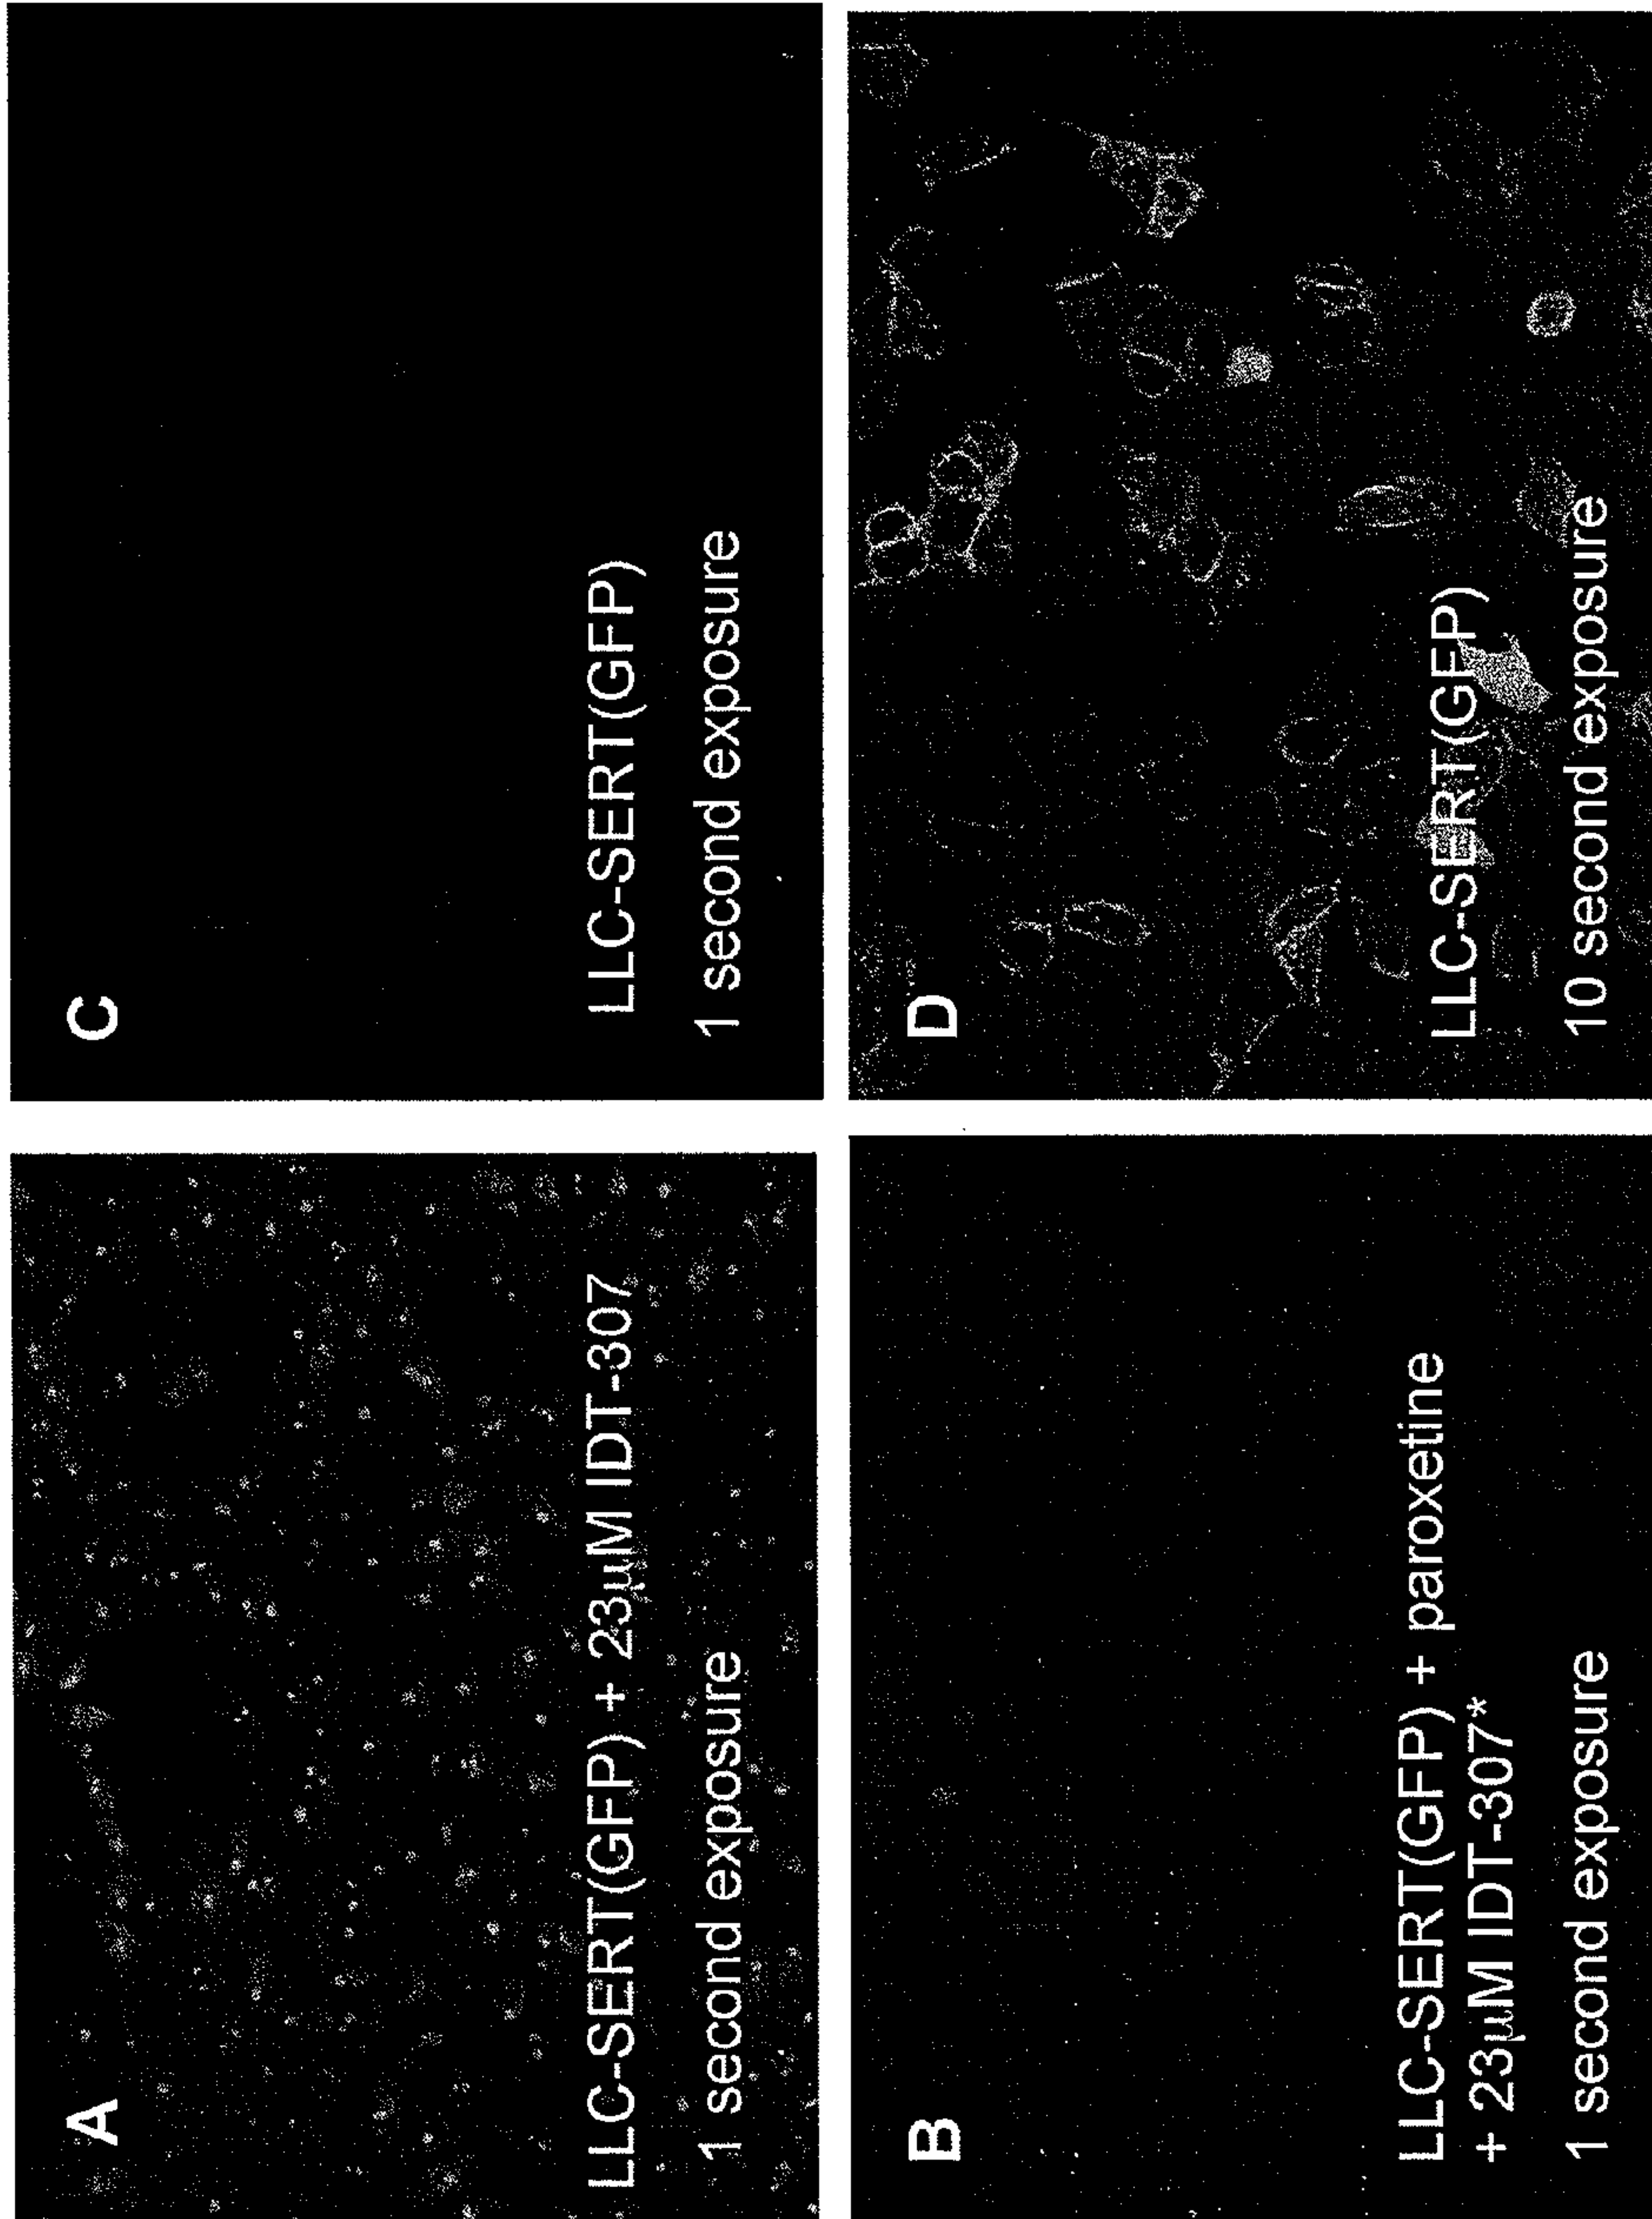 A
LLC-SERT(GFP) + 23μM IDT-307
1 second exposure
B
LLC-SERT(GFP) + paroxetine
+ 23μM IDT-307*
1 second exposure
C
LLC-SERT(GFP)
1 second exposure
D
LLC-SERT(GFP)
10 second exposure